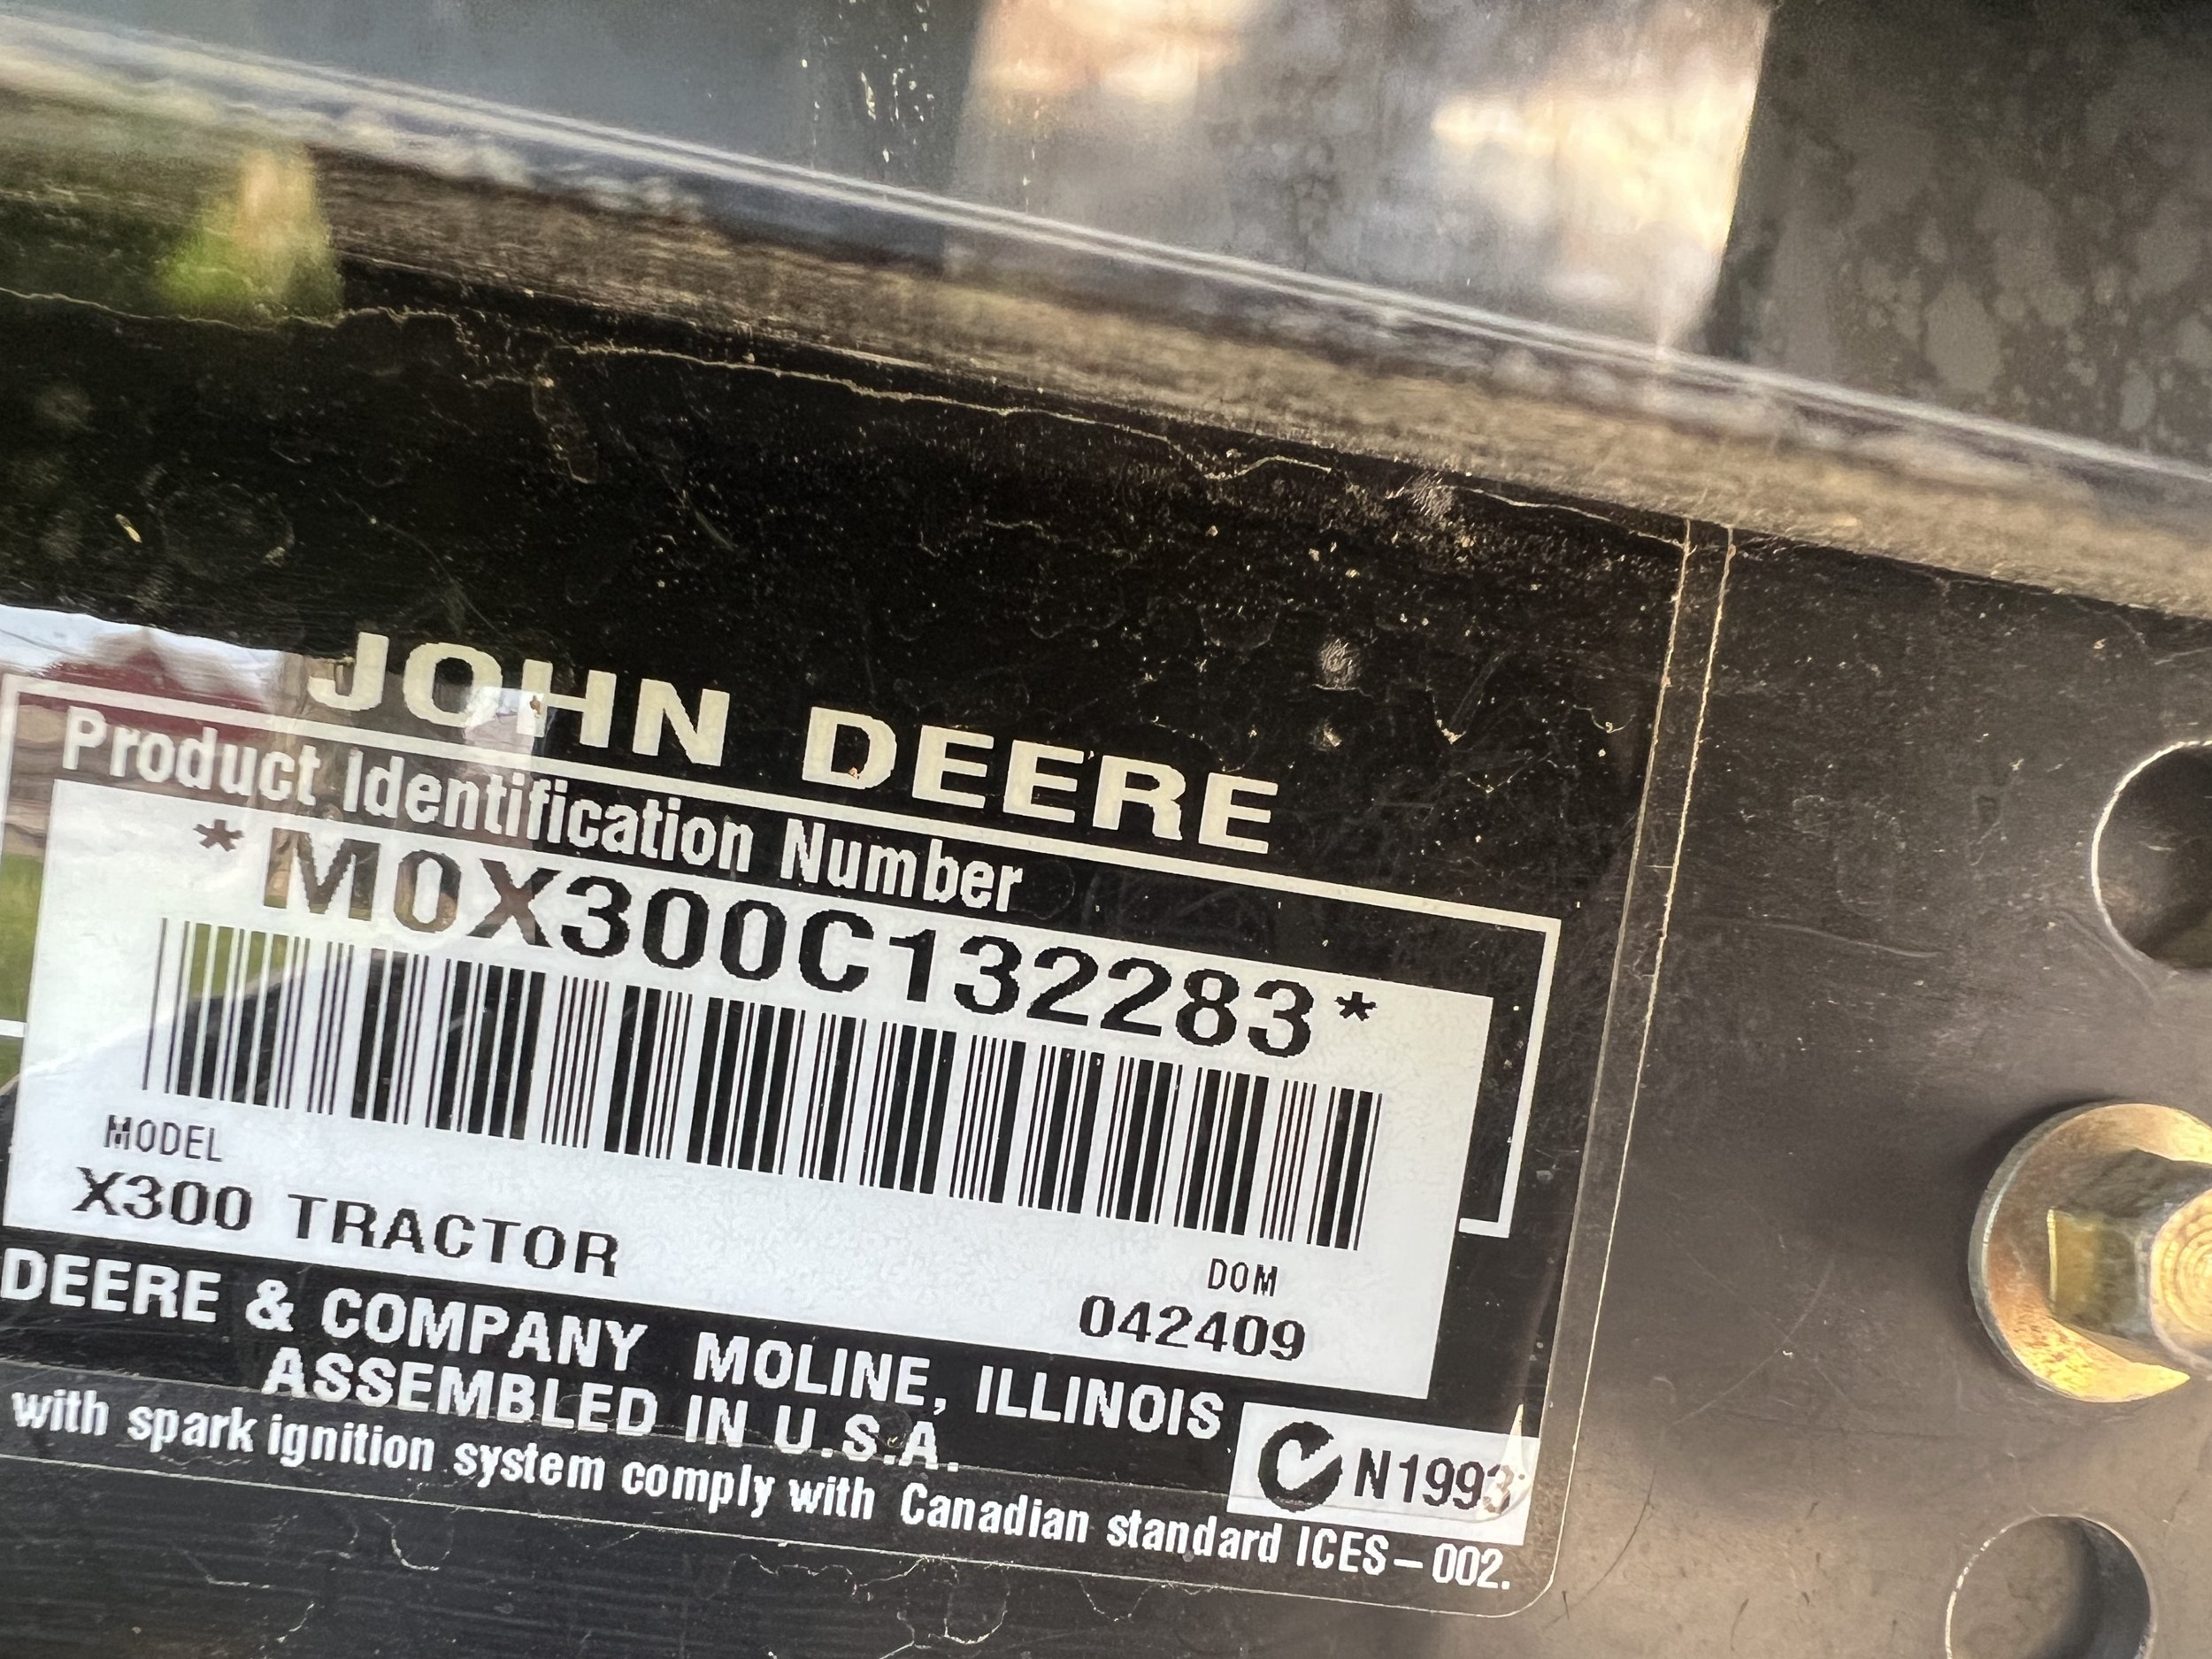 JOHN DEERE
Product Identification Number
*M0X300C132283*
MODEL
X300 TRACTOR
DOM
042409
DEERE & COMPANY MOLINE, ILLINOIS
ASSEMBLED IN U.S.A.
N1993
with spark ignition system comply with Canadian standard ICES-002.